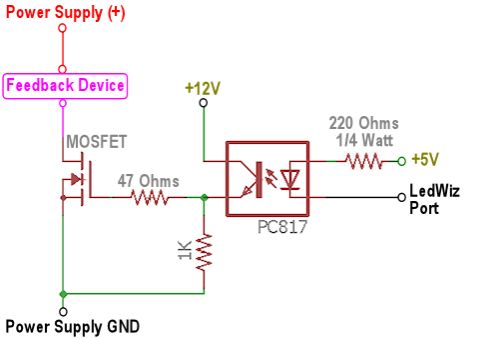 Power Supply (+)
Feedback Device
+12V
MOSFET
220 Ohms
1/4 Watt
+5V
47 Ohms
LedWiz
Port
PC817
1K
Power Supply GND